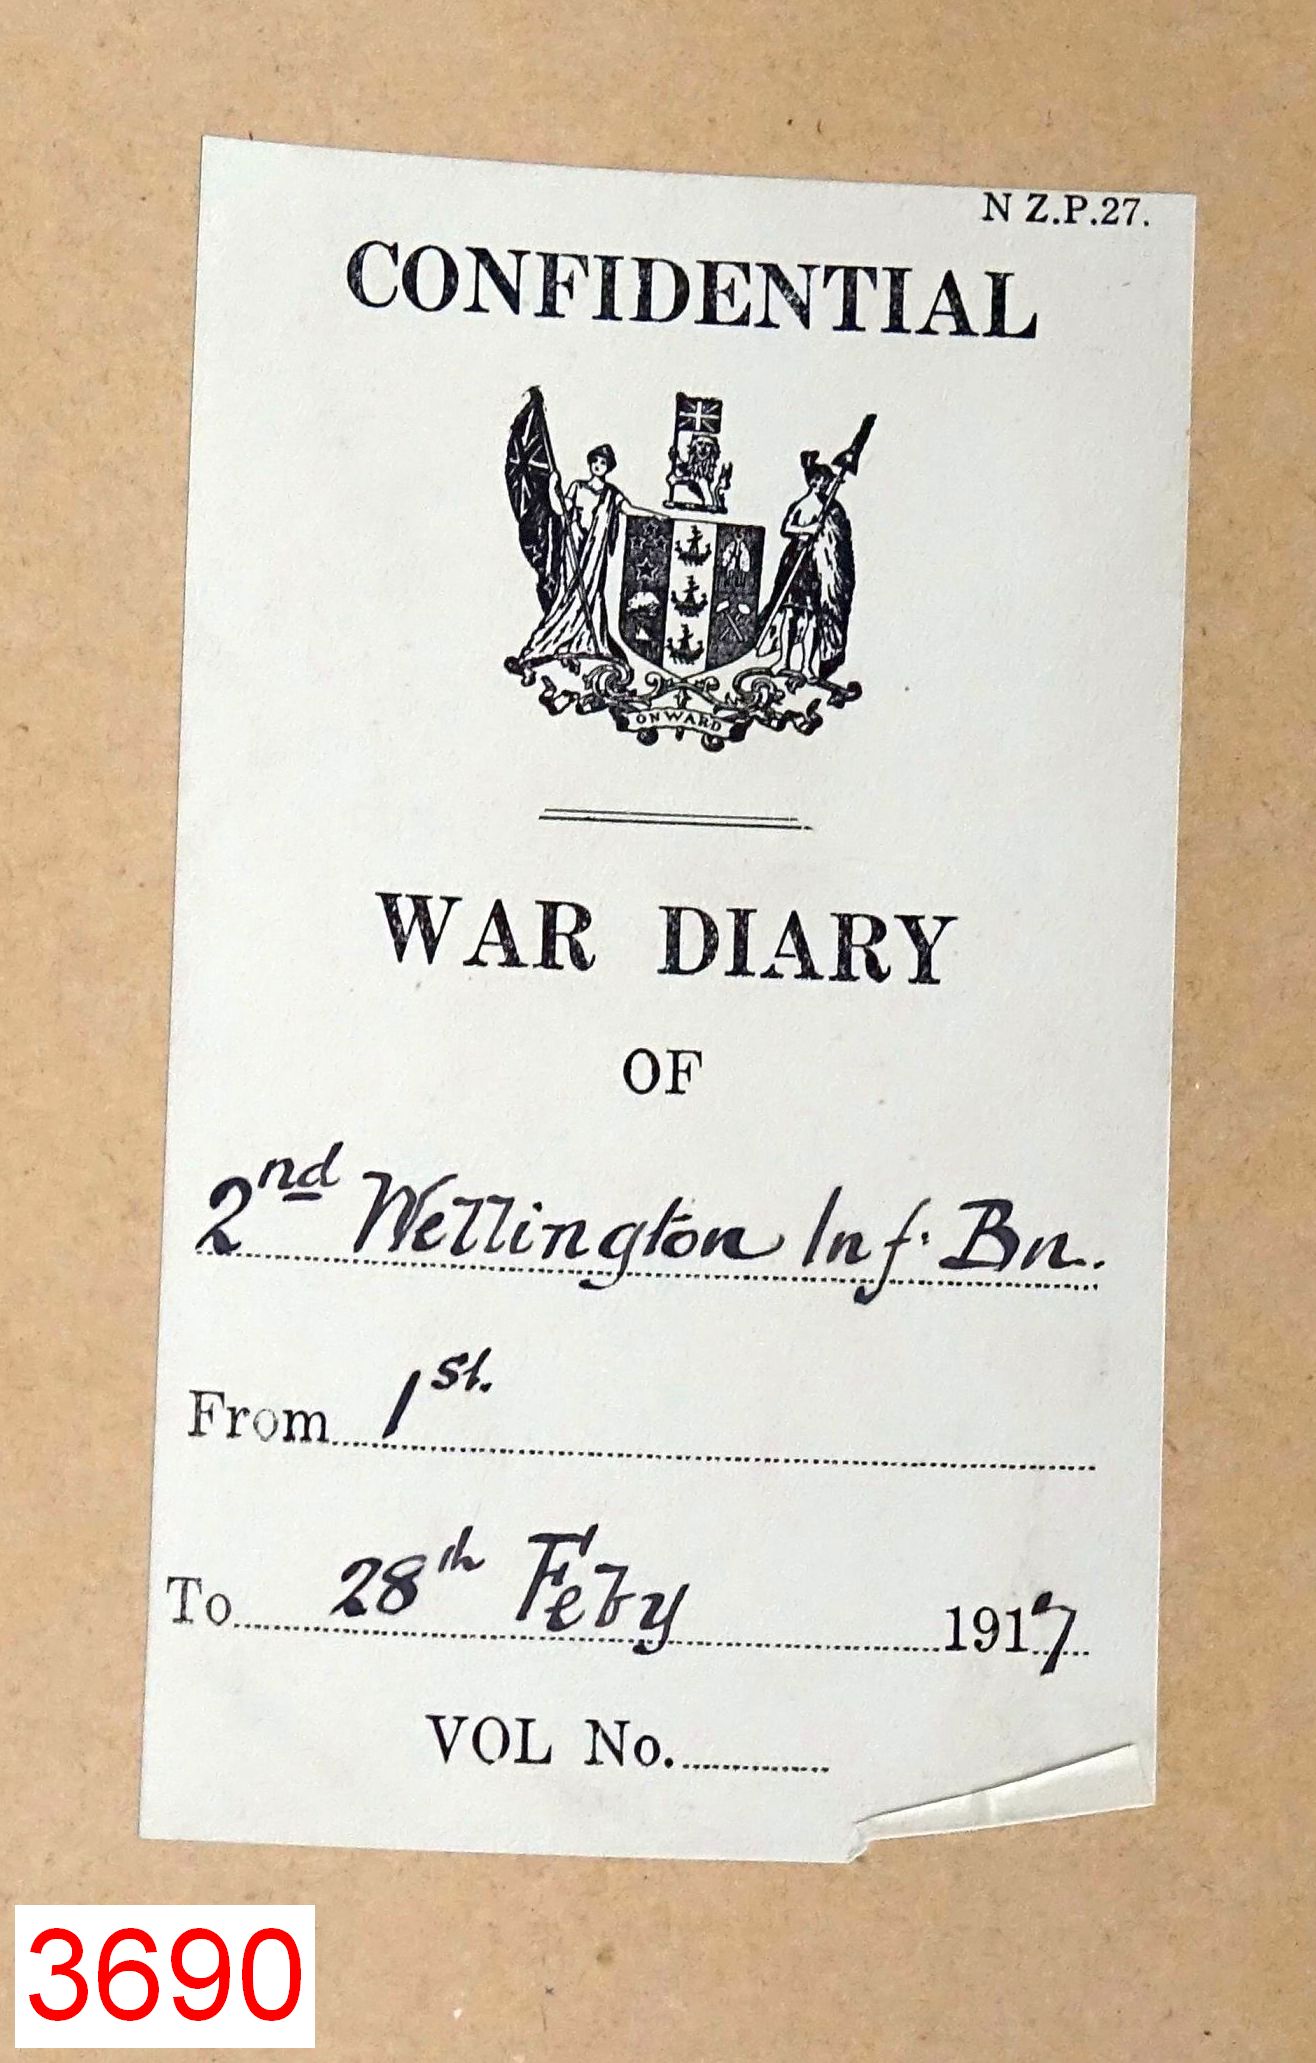 N Z.P.27.
CONFIDENTIAL
ONWARD
WAR DIARY
OF
2nd Wellington Inf. Bn.
From 1st.
To 28th Feby 1917
VOL No.
3690